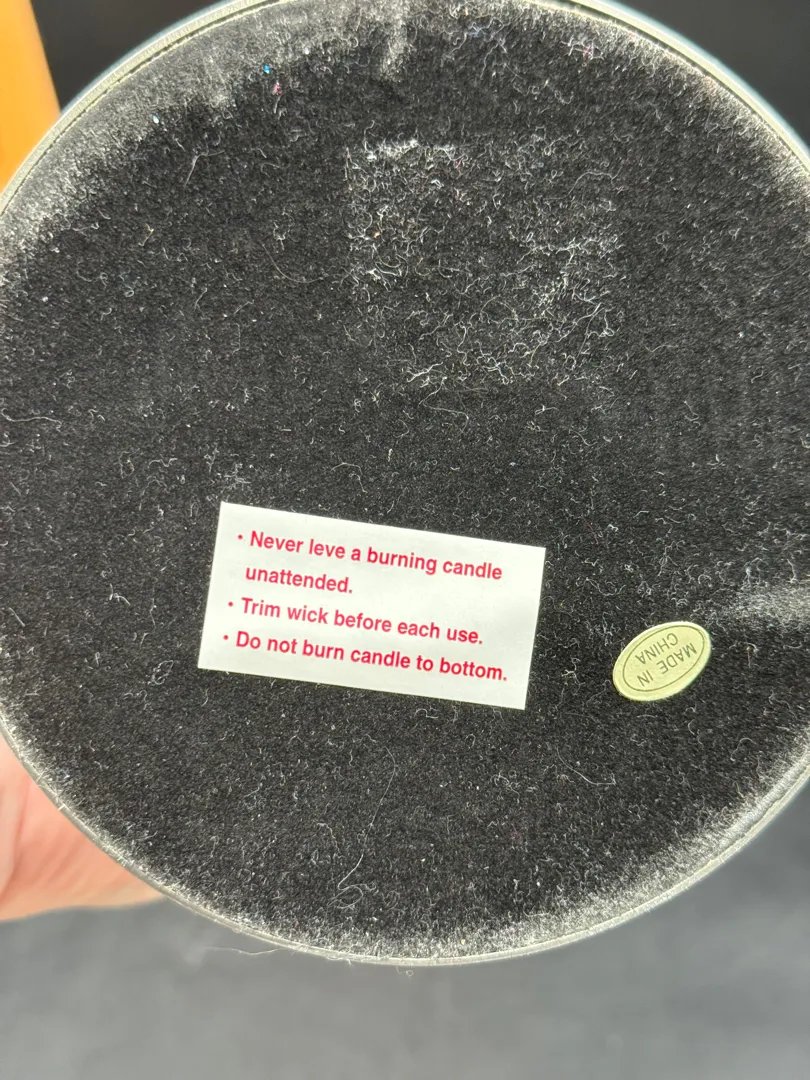 • Never leve a burning candle
unattended.
• Trim wick before each use.
• Do not burn candle to bottom.
MADE IN
CHINA